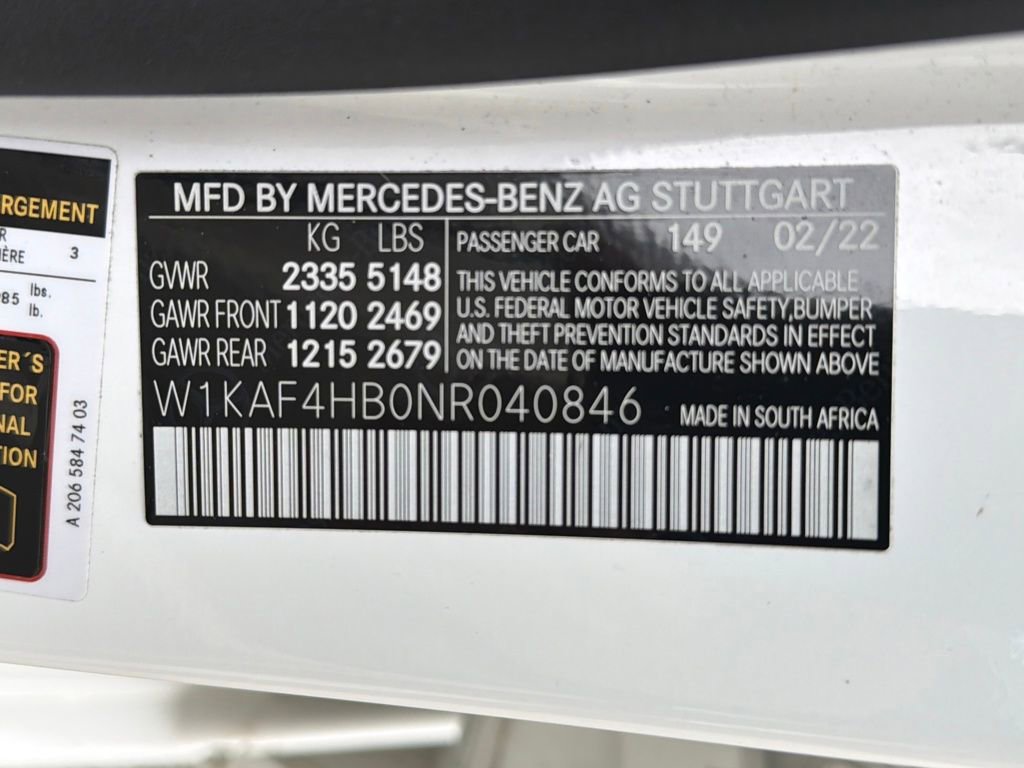 RGEMENT
R
IÈRE 3
985 lbs.
lb.
ER´S
FOR
NAL
TION
A 206 584 74 03
MFD BY MERCEDES-BENZ AG STUTTGART
KG LBS
GVWR 2335 5148
GAWR FRONT 1120 2469
GAWR REAR 1215 2679
PASSENGER CAR 149 02/22
THIS VEHICLE CONFORMS TO ALL APPLICABLE
U.S. FEDERAL MOTOR VEHICLE SAFETY,BUMPER
AND THEFT PREVENTION STANDARDS IN EFFECT
ON THE DATE OF MANUFACTURE SHOWN ABOVE
W1KAF4HB0NR040846 MADE IN SOUTH AFRICA